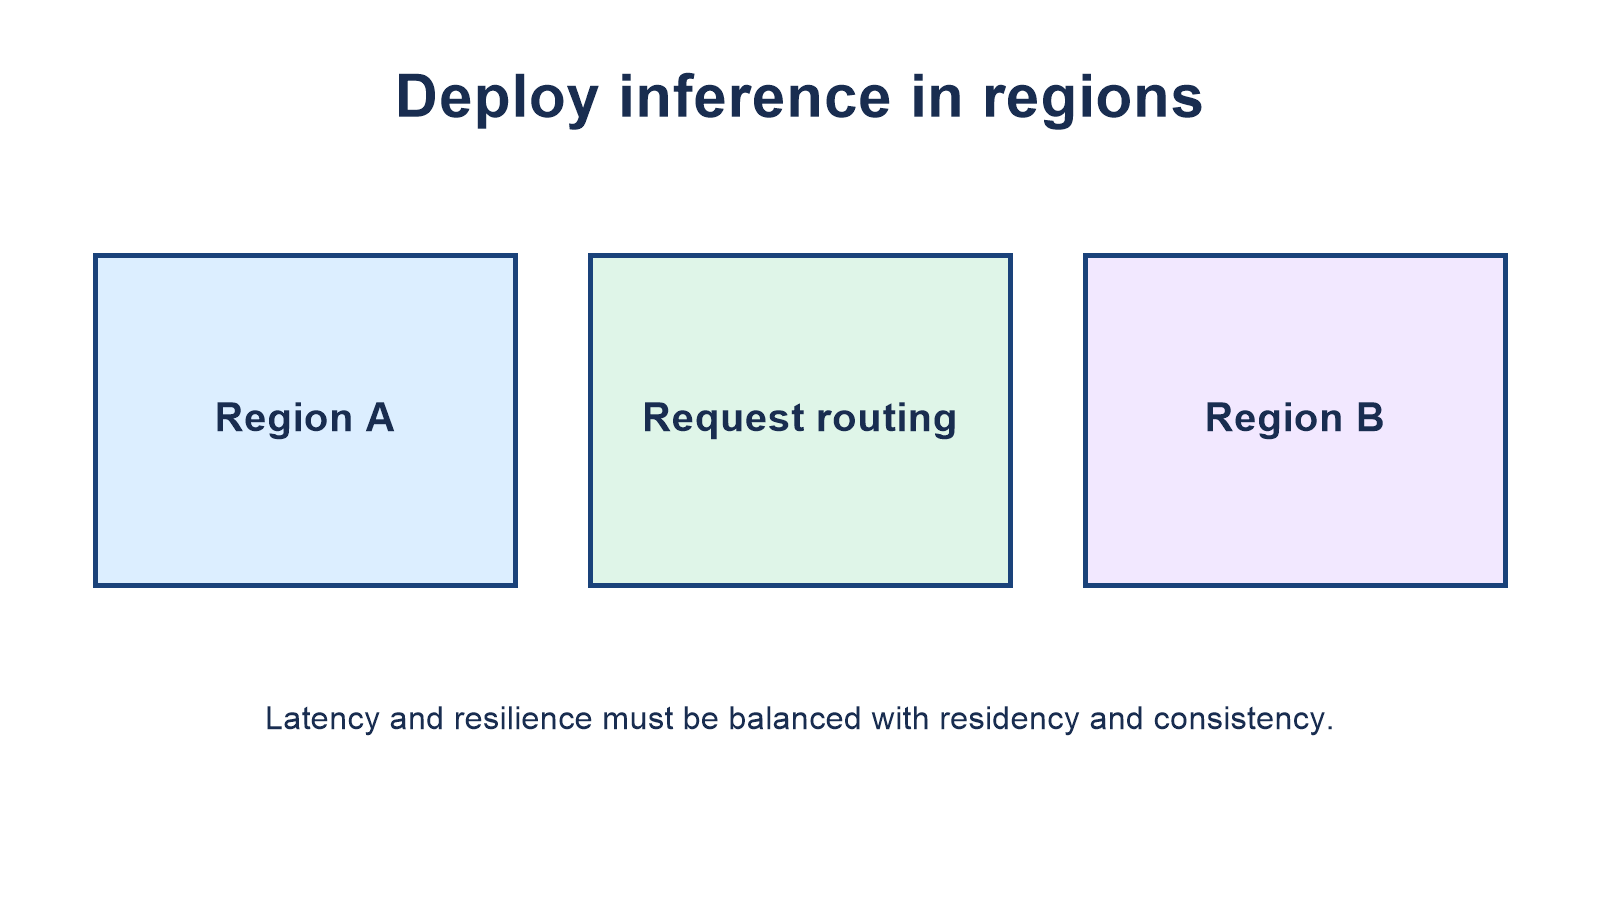 Deploy inference in regions
Region A
Request routing
Region B
Latency and resilience must be balanced with residency and consistency.